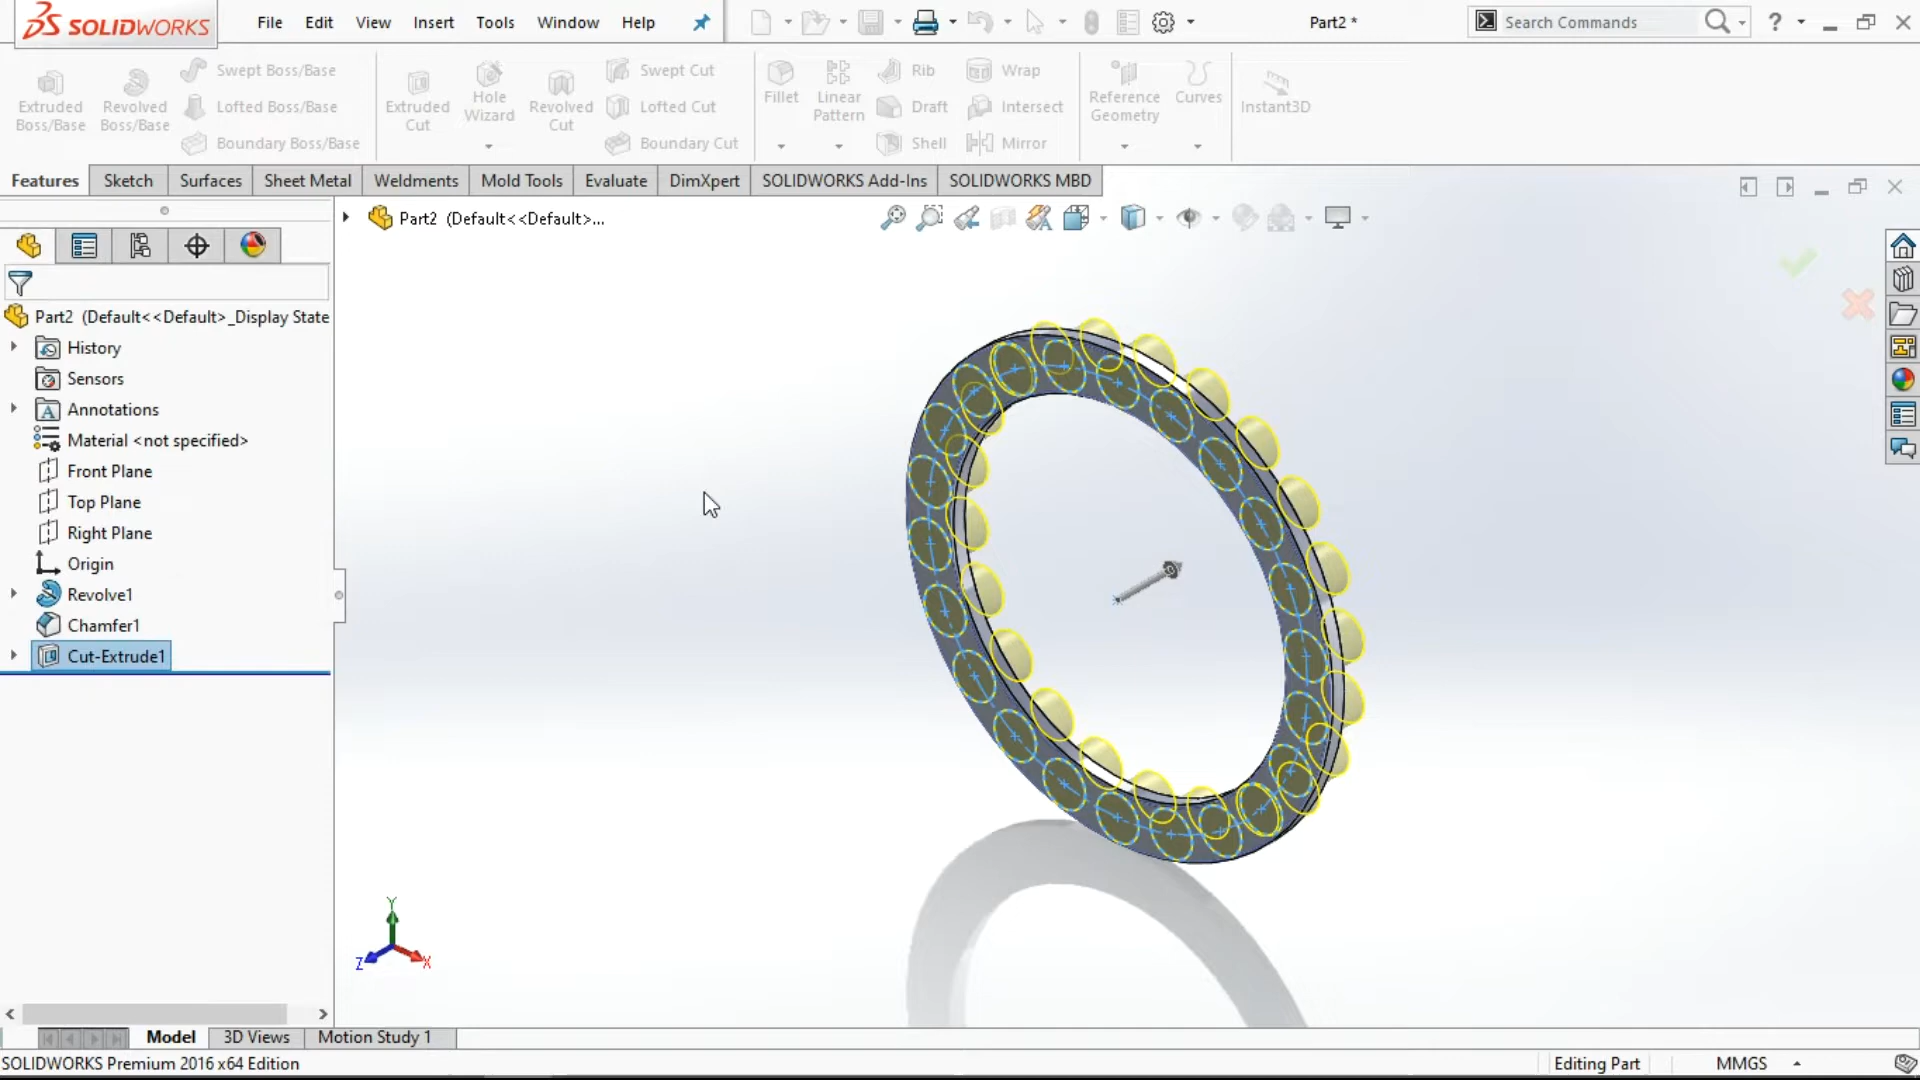 SOLIDWORKS File Edit View Insert Tools Window Help Part2 * Search Commands ?
Extruded Boss/Base
Revolved Boss/Base
Swept Boss/Base
Lofted Boss/Base
Boundary Boss/Base
Extruded Cut
Hole Wizard
Revolved Cut
Swept Cut
Lofted Cut
Boundary Cut
Fillet
Linear Pattern
Rib
Draft
Shell
Wrap
Intersect
Mirror
Reference Geometry
Curves
Instant3D
Features Sketch Surfaces Sheet Metal Weldments Mold Tools Evaluate DimXpert SOLIDWORKS Add-Ins SOLIDWORKS MBD
Part2 (Default<<Default>...
Part2 (Default<<Default>_Display State
History
Sensors
Annotations
Material <not specified>
Front Plane
Top Plane
Right Plane
Origin
Revolve1
Chamfer1
Cut-Extrude1
Y
Z
X
Model 3D Views Motion Study 1
SOLIDWORKS Premium 2016 x64 Edition Editing Part MMGS